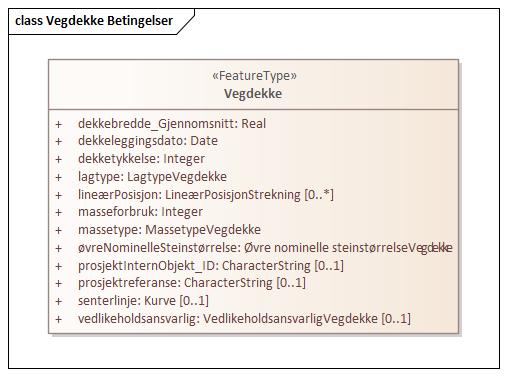 class Vegdekke Betingelser
«FeatureType»
Vegdekke
+ dekkebredde_Gjennomsnitt: Real
+ dekkeleggingsdato: Date
+ dekketykkelse: Integer
+ lagtype: LagtypeVegdekke
+ lineærPosisjon: LineærPosisjonStrekning [0..*]
+ masseforbruk: Integer
+ massetype: MassetypeVegdekke
+ øvreNominelleSteinstørrelse: Øvre nominelle steinstørrelseVegdekke
+ prosjektInternObjekt_ID: CharacterString [0..1]
+ prosjektreferanse: CharacterString [0..1]
+ senterlinje: Kurve [0..1]
+ vedlikeholdsansvarlig: VedlikeholdsansvarligVegdekke [0..1]